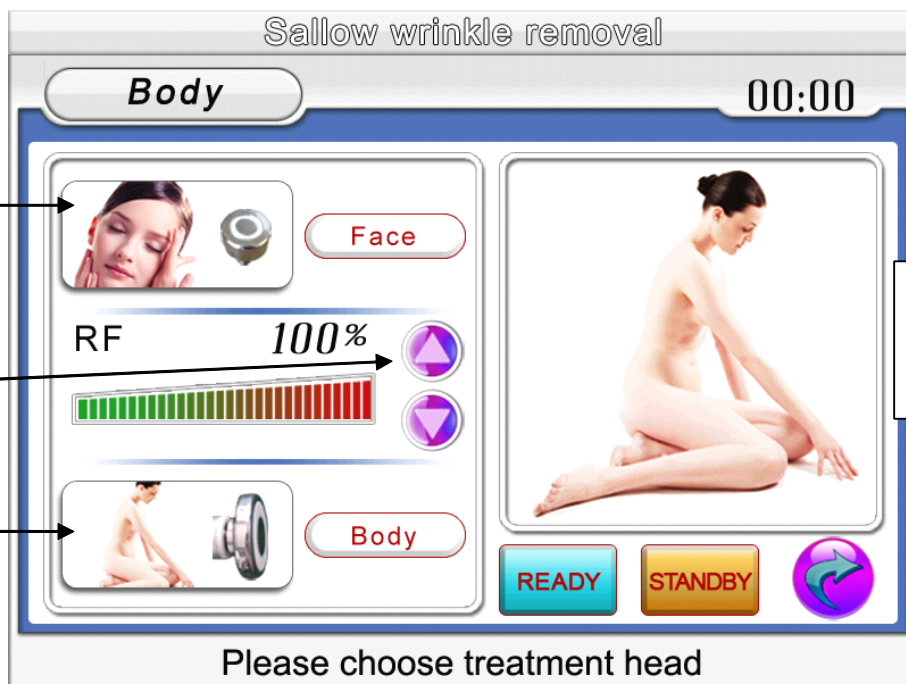 Sallow wrinkle removal
Body
00:00
Face
RF 100%
Body
READY
STANDBY
Please choose treatment head